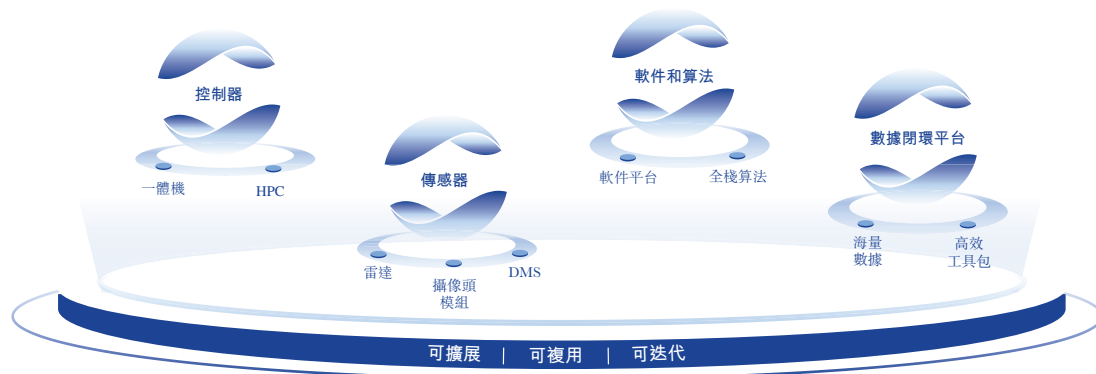 控制器
一體機
HPC
傳感器
雷達
攝像頭
模組
DMS
軟件和算法
軟件平台
全棧算法
數據閉環平台
海量
數據
高效
工具包
可擴展 | 可複用 | 可迭代